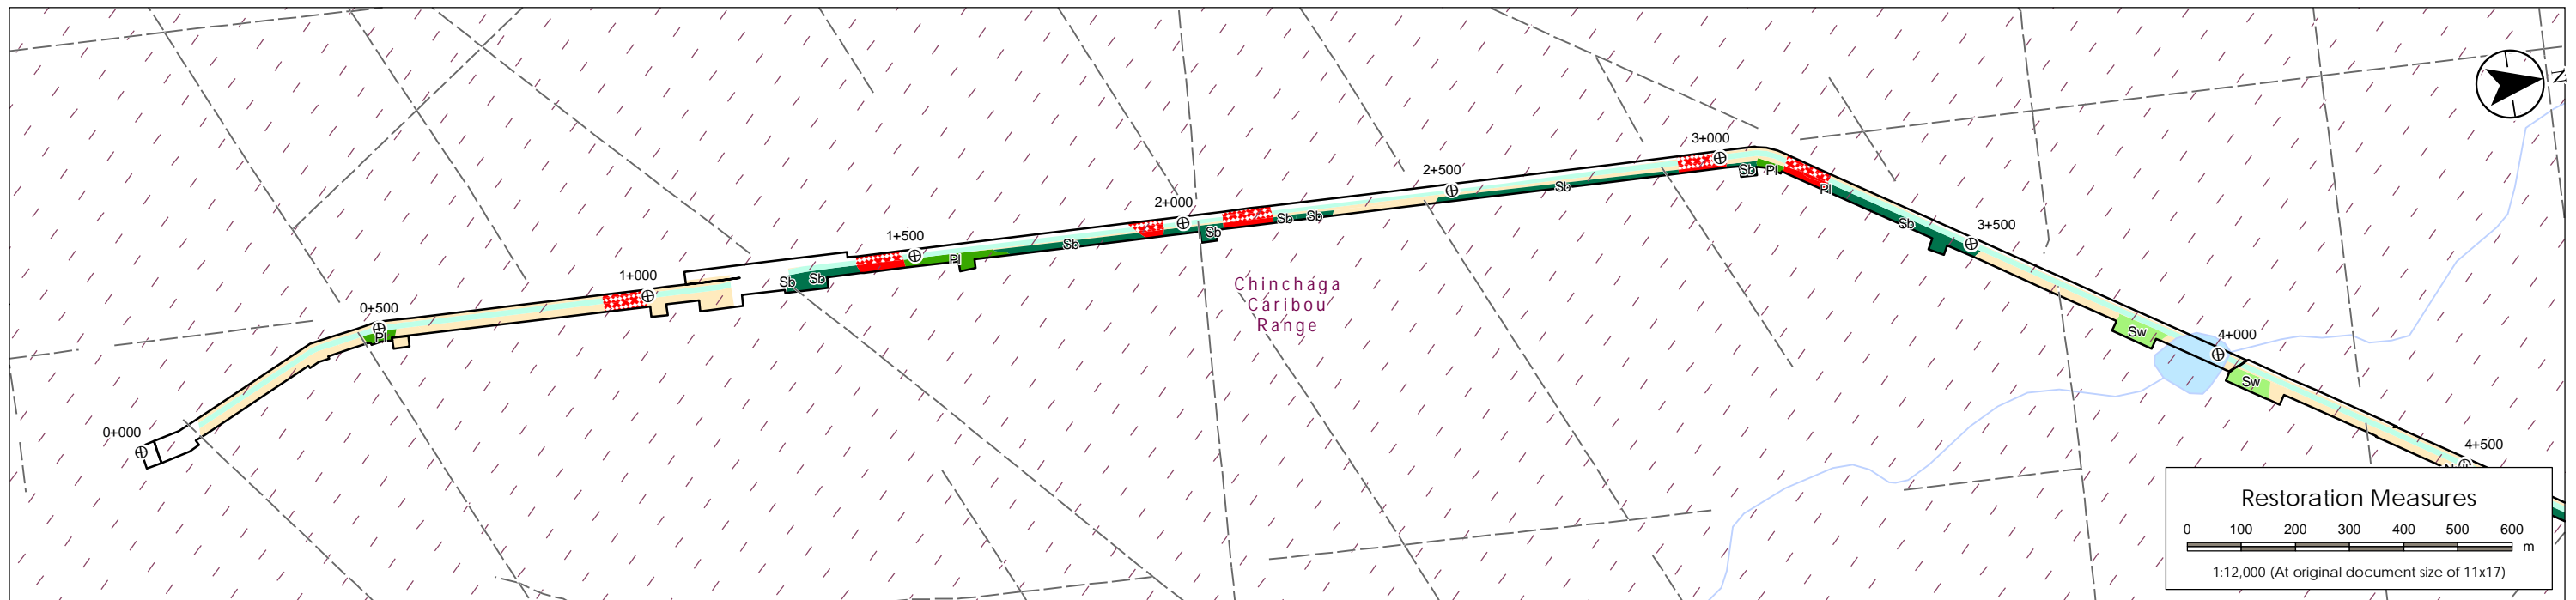 N
3+000
Sb
Pl
Pl
2+500
Sb
2+000
Sb
Sb
Sb
Sb
3+500
1+500
Sb
Pl
Chinchaga
Caribou
Range
1+000
Sb
Sb
0+500
Pl
Sw
4+000
Sw
0+000
4+500
Restoration Measures
0 100 200 300 400 500 600
m
1:12,000 (At original document size of 11x17)